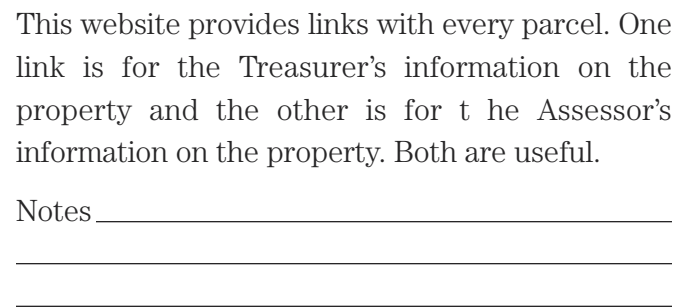 This website provides links with every parcel. One
link is for the Treasurer’s information on the
property and the other is for t he Assessor’s
information on the property. Both are useful.
Notes